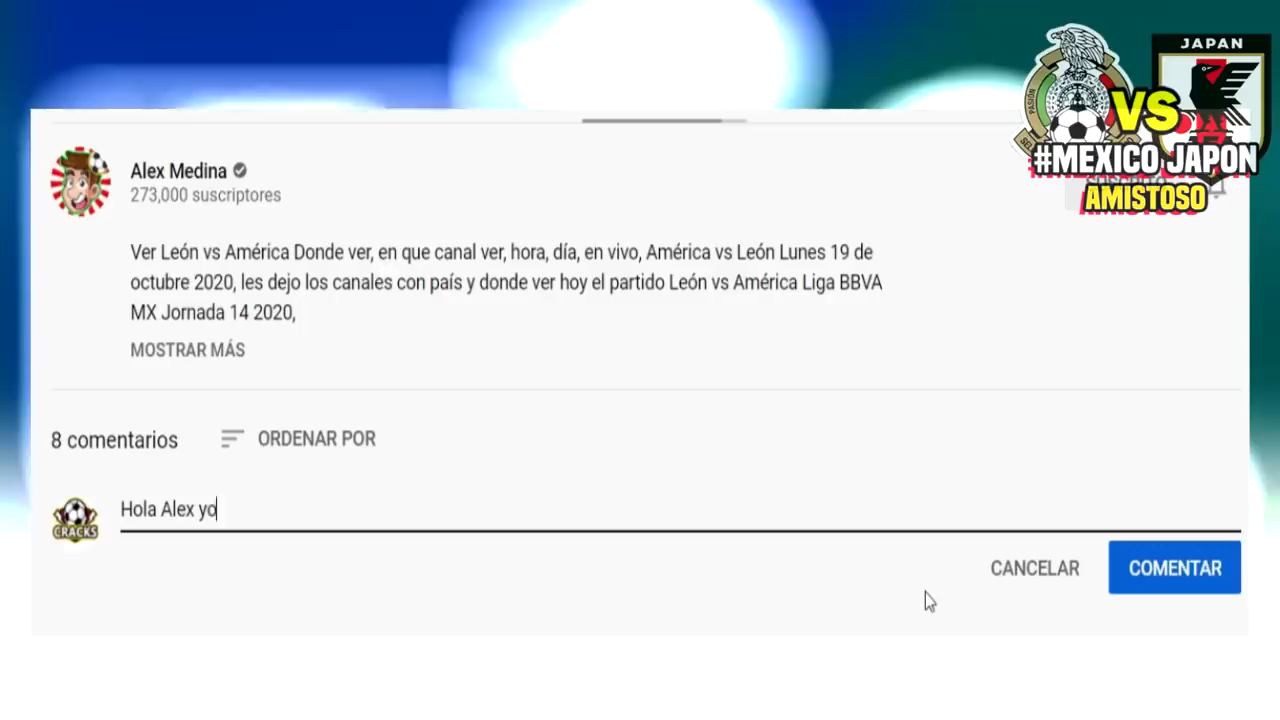 JAPAN
VS
#MEXICO JAPON
AMISTOSO
Alex Medina
273,000 suscriptores
Ver León vs América Donde ver, en que canal ver, hora, día, en vivo, América vs León Lunes 19 de
octubre 2020, les dejo los canales con país y donde ver hoy el partido León vs América Liga BBVA
MX Jornada 14 2020,
MOSTRAR MÁS
8 comentarios
ORDENAR POR
CRACKS
Hola Alex yo
CANCELAR
COMENTAR